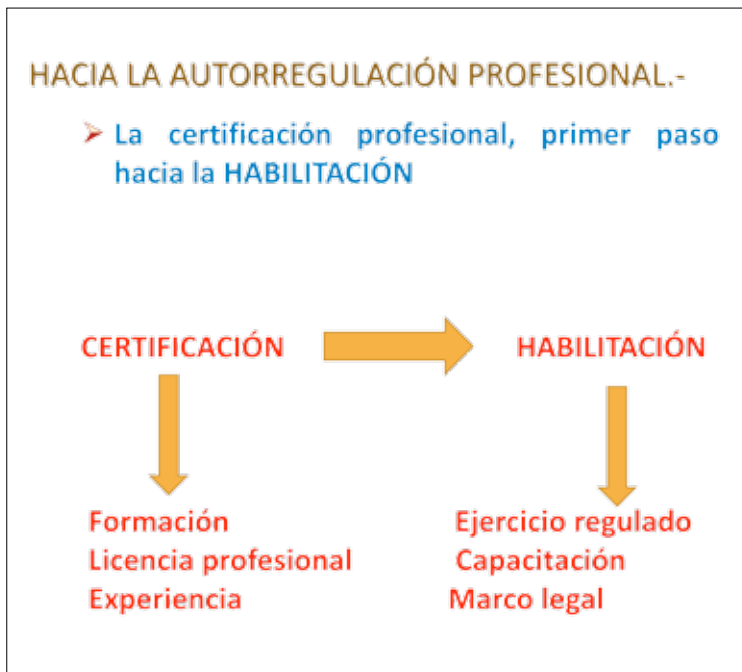 HACIA LA AUTORREGULACIÓN PROFESIONAL.-
La certificación profesional, primer paso
hacia la HABILITACIÓN
CERTIFICACIÓN
HABILITACIÓN
Formación
Licencia profesional
Experiencia
Ejercicio regulado
Capacitación
Marco legal